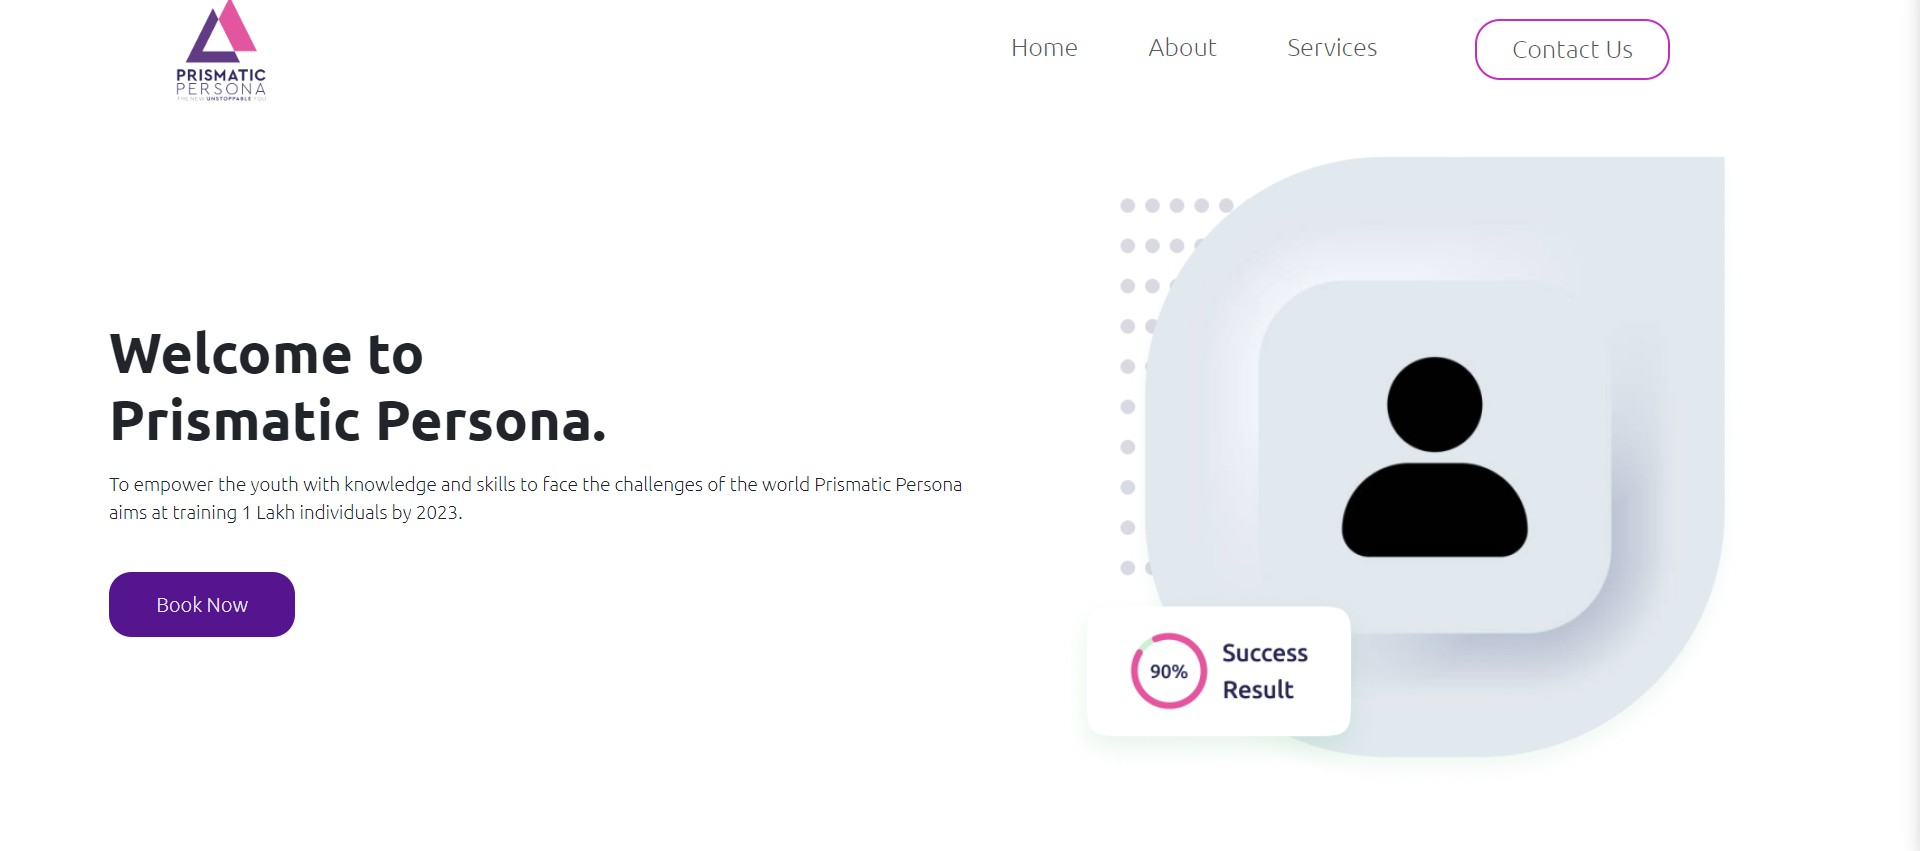 PRISMATIC
PERSONA
THE NEW UNSTOPPABLE YOU
Home
About
Services
Contact Us
Welcome to
Prismatic Persona.
To empower the youth with knowledge and skills to face the challenges of the world Prismatic Persona
aims at training 1 Lakh individuals by 2023.
Book Now
90%
Success
Result